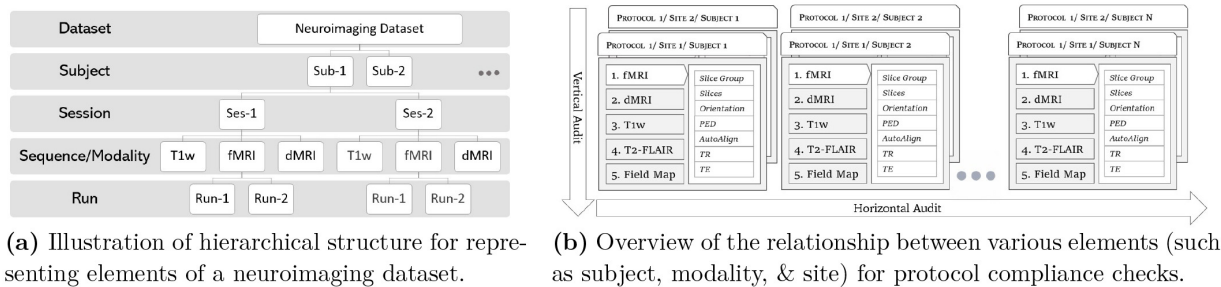 Dataset
Neuroimaging Dataset
Subject
Sub-1
Sub-2
Session
Ses-1
Ses-2
Sequence/Modality
T1w
fMRI
dMRI
T1w
fMRI
dMRI
Run
Run-1
Run-2
Run-1
Run-2
(a) Illustration of hierarchical structure for repre-
senting elements of a neuroimaging dataset.
Vertical Audit
PROTOCOL 1/ SITE 2/ SUBJECT 1
PROTOCOL 1/ SITE 1/ SUBJECT 1
1. fMRI
2. dMRI
3. T1w
4. T2-FLAIR
5. Field Map
Slice Group
Slices
Orientation
PED
AutoAlign
TR
TE
PROTOCOL 1/ SITE 2/ SUBJECT 2
PROTOCOL 1/ SITE 1/ SUBJECT 2
1. fMRI
2. dMRI
3. T1w
4. T2-FLAIR
5. Field Map
Slice Group
Slices
Orientation
PED
AutoAlign
TR
TE
PROTOCOL 1/ SITE 2/ SUBJECT N
PROTOCOL 1/ SITE 1/ SUBJECT N
1. fMRI
2. dMRI
3. T1w
4. T2-FLAIR
5. Field Map
Slice Group
Slices
Orientation
PED
AutoAlign
TR
TE
Horizontal Audit
(b) Overview of the relationship between various elements (such
as subject, modality, & site) for protocol compliance checks.